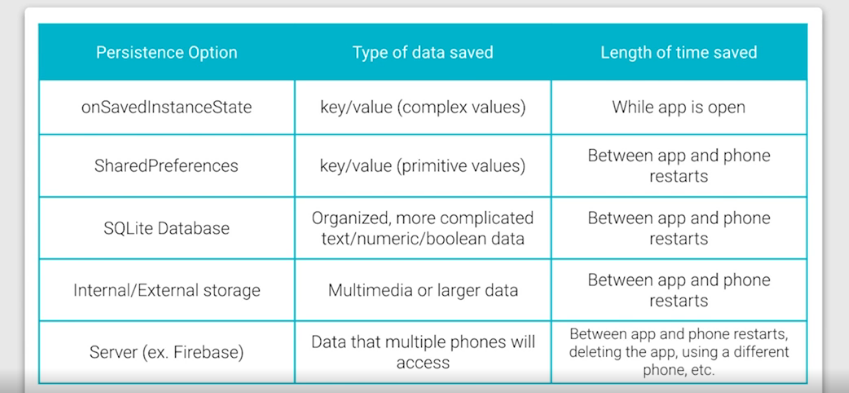 Persistence Option
Type of data saved
Length of time saved
onSavedInstanceState
key/value (complex values)
While app is open
SharedPreferences
key/value (primitive values)
Between app and phone
restarts
SQLite Database
Organized, more complicated
text/numeric/boolean data
Between app and phone
restarts
Internal/External storage
Multimedia or larger data
Between app and phone
restarts
Server (ex. Firebase)
Data that multiple phones will
access
Between app and phone restarts,
deleting the app, using a different
phone, etc.